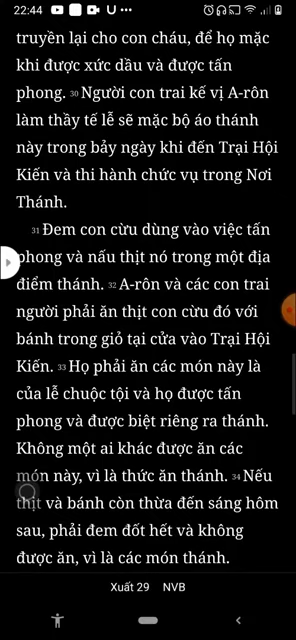 22:44
truyền lại cho con cháu, để họ mặc
khi được xức dầu và được tấn
phong. 30 Người con trai kế vị A-rôn
làm thầy tế lễ sẽ mặc bộ áo thánh
này trong bảy ngày khi đến Trại Hội
Kiến và thi hành chức vụ trong Nơi
Thánh.
31 Đem con cừu dùng vào việc tấn
phong và nấu thịt nó trong một địa
điểm thánh. 32 A-rôn và các con trai
người phải ăn thịt con cừu đó với
bánh trong giỏ tại cửa vào Trại Hội
Kiến. 33 Họ phải ăn các món này là
của lễ chuộc tội và họ được tấn
phong và được biệt riêng ra thánh.
Không một ai khác được ăn các
món này, vì là thức ăn thánh. 34 Nếu
thịt và bánh còn thừa đến sáng hôm
sau, phải đem đốt hết và không
được ăn, vì là các món thánh.
Xuất 29 NVB